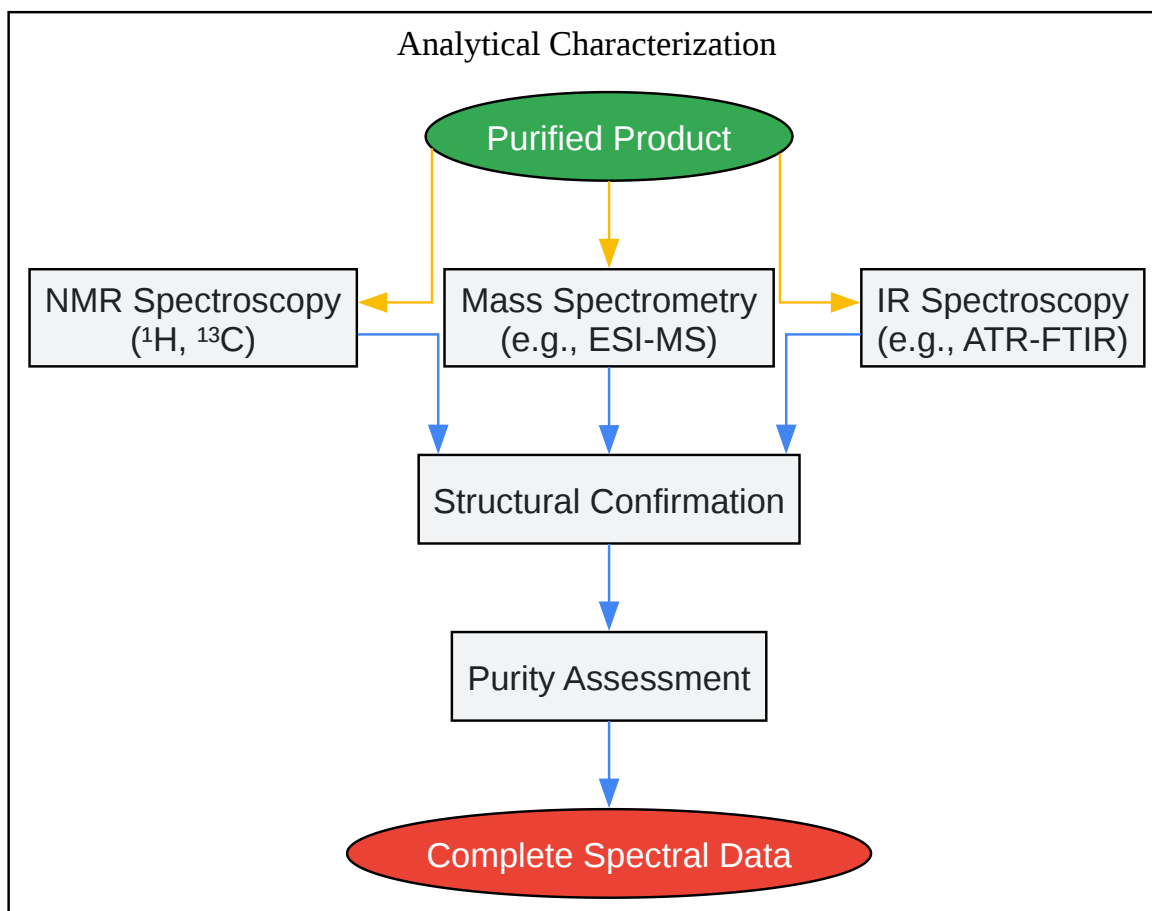 Analytical Characterization
Purified Product
NMR Spectroscopy
(¹H, ¹³C)
Mass Spectrometry
(e.g., ESI-MS)
IR Spectroscopy
(e.g., ATR-FTIR)
Structural Confirmation
Purity Assessment
Complete Spectral Data